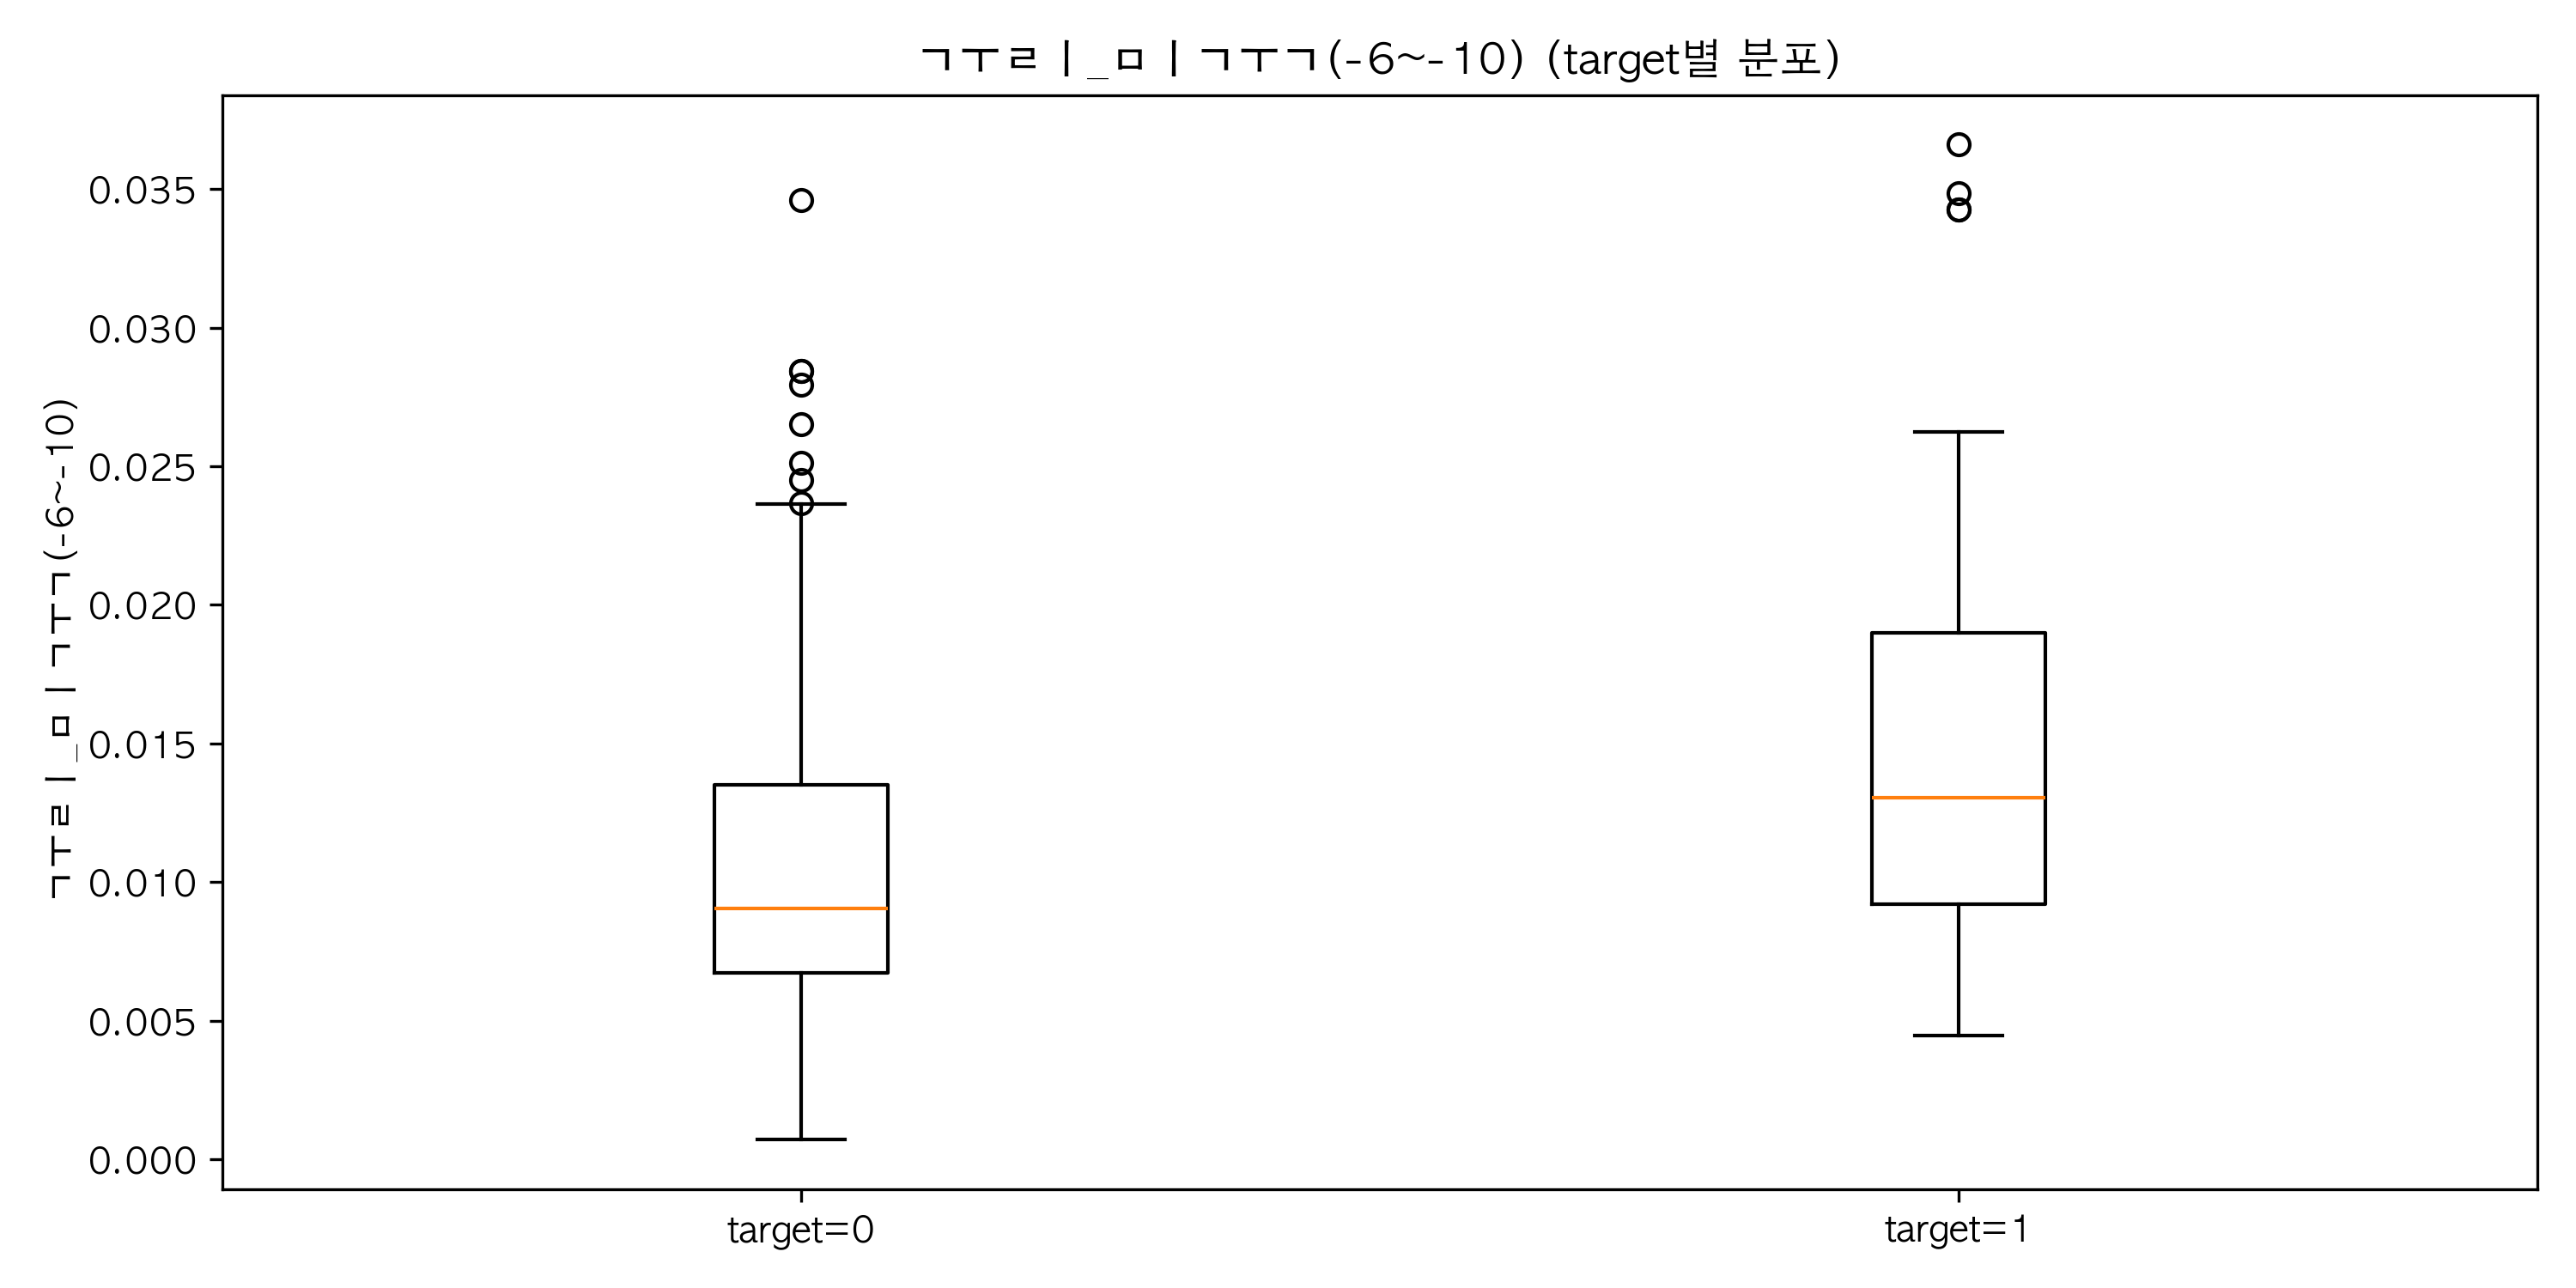 ㄱㅜㄹㅣ_ㅁㅣㄱㅜㄱ(-6~-10) (target별 분포)
ㄱㅜㄹㅣ_ㅁㅣㄱㅜㄱ(-6~-10)
0.035
0.030
0.025
0.020
0.015
0.010
0.005
0.000
target=0
target=1